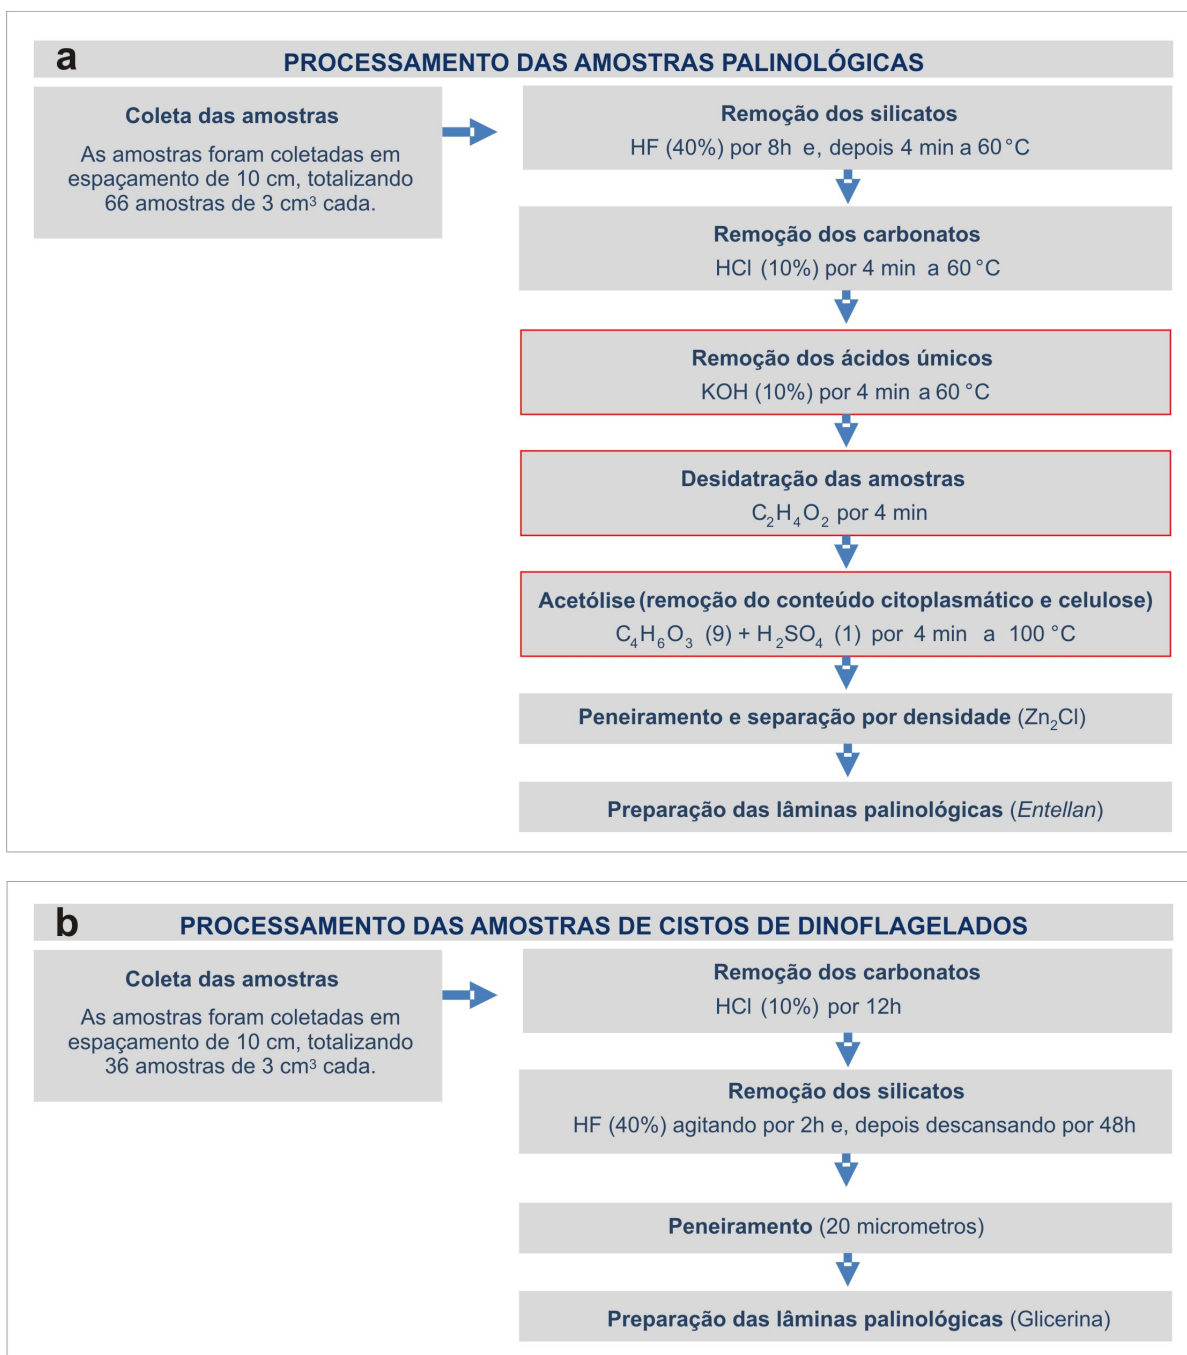 a
PROCESSAMENTO DAS AMOSTRAS PALINOLÓGICAS
Coleta das amostras
As amostras foram coletadas em
espaçamento de 10 cm, totalizando
66 amostras de 3 cm³ cada.
Remoção dos silicatos
HF (40%) por 8h e, depois 4 min a 60 °C
Remoção dos carbonatos
HCl (10%) por 4 min a 60 °C
Remoção dos ácidos úmicos
KOH (10%) por 4 min a 60 °C
Desidatração das amostras
C₂H₄O₂ por 4 min
Acetólise (remoção do conteúdo citoplasmático e celulose)
C₄H₆O₃ (9) + H₂SO₄ (1) por 4 min a 100 °C
Peneiramento e separação por densidade (Zn₂Cl)
Preparação das lâminas palinológicas (Entellan)
b
PROCESSAMENTO DAS AMOSTRAS DE CISTOS DE DINOFLAGELADOS
Coleta das amostras
As amostras foram coletadas em
espaçamento de 10 cm, totalizando
36 amostras de 3 cm³ cada.
Remoção dos carbonatos
HCl (10%) por 12h
Remoção dos silicatos
HF (40%) agitando por 2h e, depois descansando por 48h
Peneiramento (20 micrometros)
Preparação das lâminas palinológicas (Glicerina)